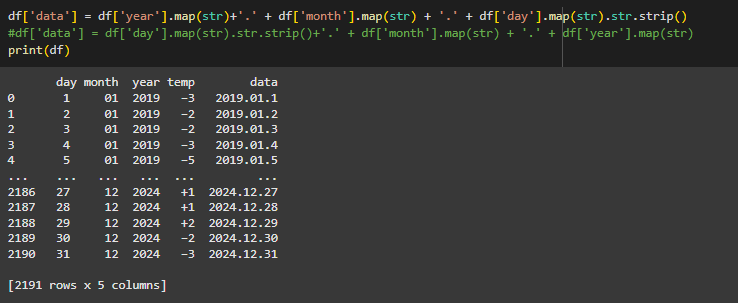 df['data'] = df['year'].map(str)+'.' + df['month'].map(str) + '.' + df['day'].map(str).str.strip()
#df['data'] = df['day'].map(str).str.strip()+'.' + df['month'].map(str) + '.' + df['year'].map(str)
print(df)
day month year temp data
0 1 01 2019 −3 2019.01.1
1 2 01 2019 −2 2019.01.2
2 3 01 2019 −2 2019.01.3
3 4 01 2019 −3 2019.01.4
4 5 01 2019 −5 2019.01.5
... ... ... ... ... ...
2186 27 12 2024 +1 2024.12.27
2187 28 12 2024 +1 2024.12.28
2188 29 12 2024 +2 2024.12.29
2189 30 12 2024 −2 2024.12.30
2190 31 12 2024 −3 2024.12.31
[2191 rows x 5 columns]